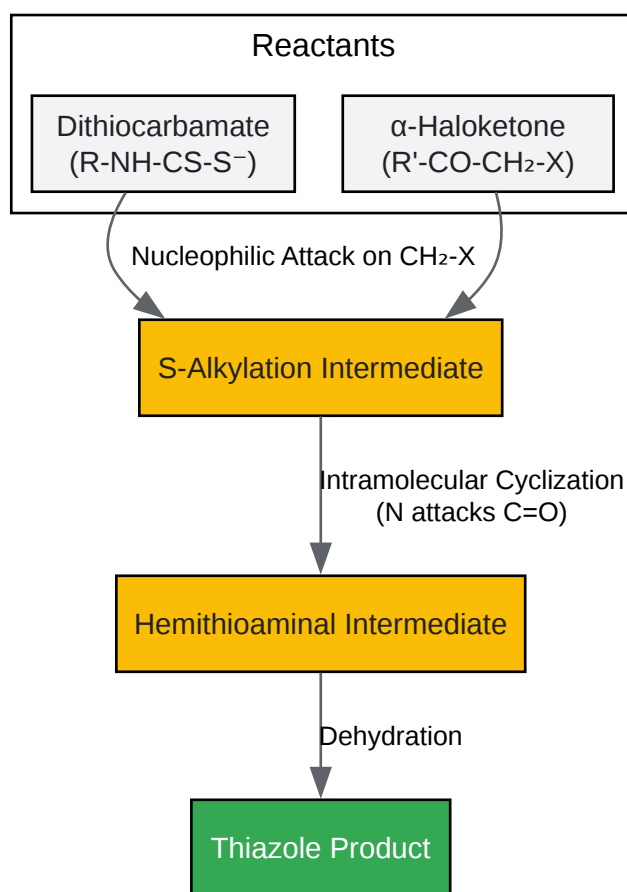 Reactants
Dithiocarbamate
(R-NH-CS-S⁻)
α-Haloketone
(R'-CO-CH₂-X)
Nucleophilic Attack on CH₂-X
S-Alkylation Intermediate
Intramolecular Cyclization
(N attacks C=O)
Hemithioaminal Intermediate
Dehydration
Thiazole Product